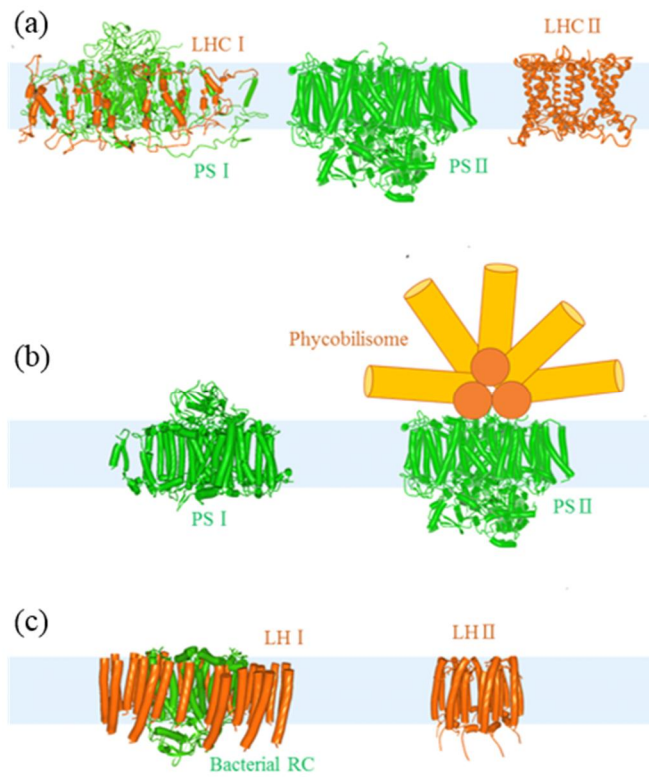 (a)
LHC I
LHC II
PS I
PS II
(b)
Phycobilisome
PS I
PS II
(c)
LH I
LH II
Bacterial RC